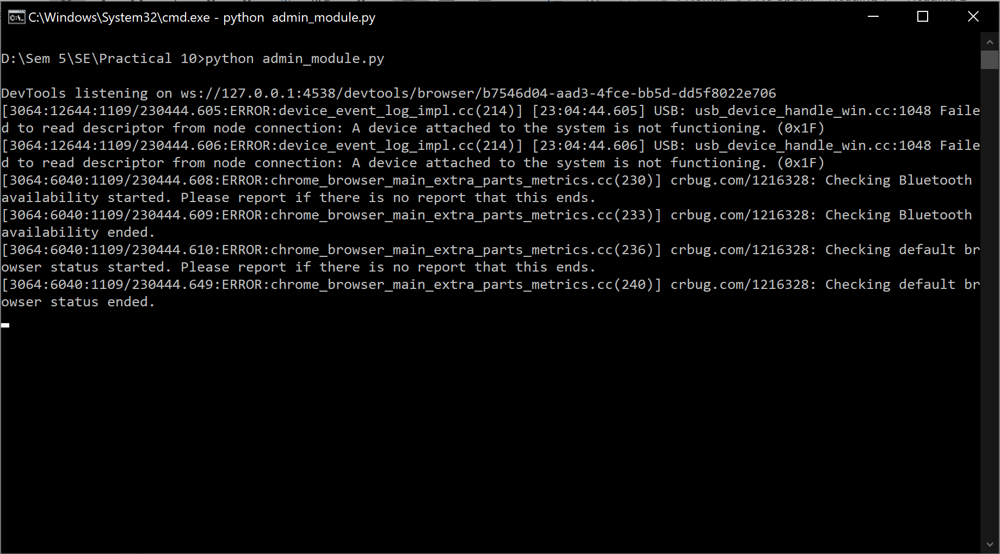 C:\Windows\System32\cmd.exe - python  admin_module.py
D:\Sem 5\SE\Practical 10>python admin_module.py
DevTools listening on ws://127.0.0.1:4538/devtools/browser/b7546d04-aad3-4fce-bb5d-dd5f8022e706
[3064:12644:1109/230444.605:ERROR:device_event_log_impl.cc(214)] [23:04:44.605] USB: usb_device_handle_win.cc:1048 Faile
d to read descriptor from node connection: A device attached to the system is not functioning. (0x1F)
[3064:12644:1109/230444.606:ERROR:device_event_log_impl.cc(214)] [23:04:44.606] USB: usb_device_handle_win.cc:1048 Faile
d to read descriptor from node connection: A device attached to the system is not functioning. (0x1F)
[3064:6040:1109/230444.608:ERROR:chrome_browser_main_extra_parts_metrics.cc(230)] crbug.com/1216328: Checking Bluetooth
availability started. Please report if there is no report that this ends.
[3064:6040:1109/230444.609:ERROR:chrome_browser_main_extra_parts_metrics.cc(233)] crbug.com/1216328: Checking Bluetooth
availability ended.
[3064:6040:1109/230444.610:ERROR:chrome_browser_main_extra_parts_metrics.cc(236)] crbug.com/1216328: Checking default br
owser status started. Please report if there is no report that this ends.
[3064:6040:1109/230444.649:ERROR:chrome_browser_main_extra_parts_metrics.cc(240)] crbug.com/1216328: Checking default br
owser status ended.